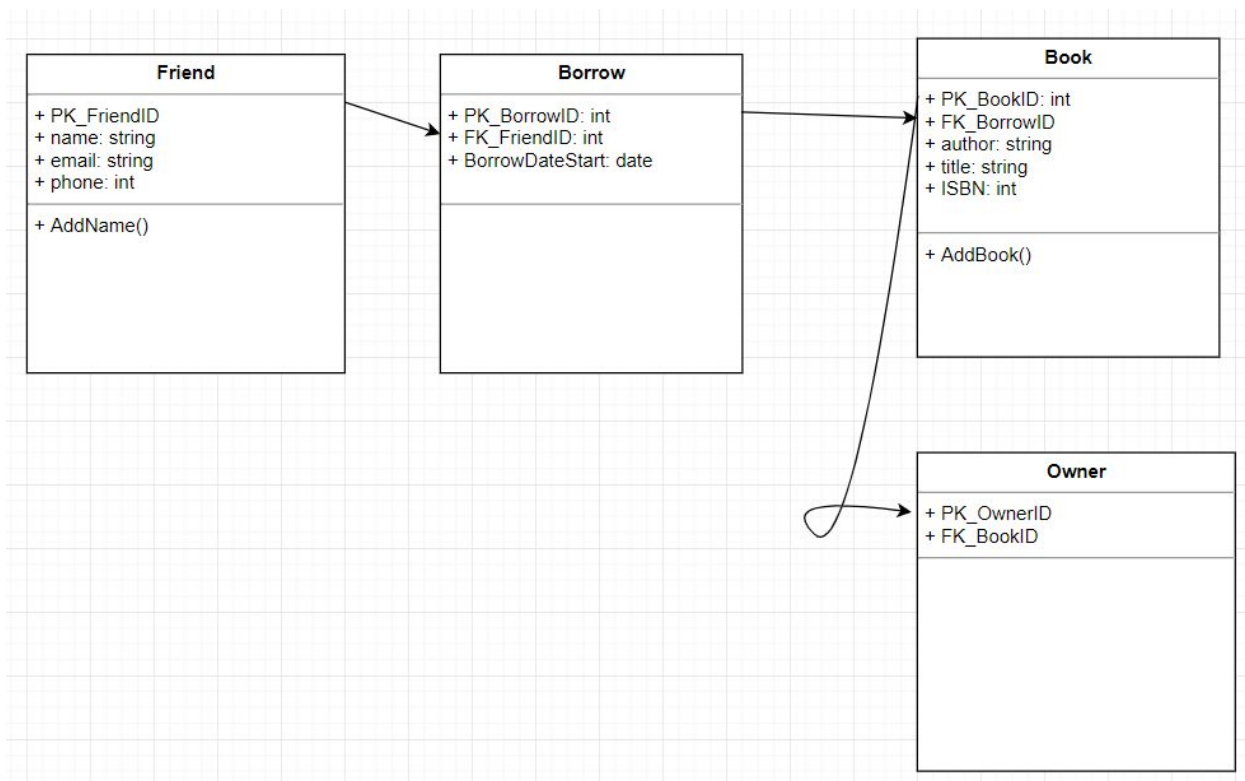 Friend
+ PK_FriendID
+ name: string
+ email: string
+ phone: int
+ AddName()
Borrow
+ PK_BorrowID: int
+ FK_FriendID: int
+ BorrowDateStart: date
Book
+ PK_BookID: int
+ FK_BorrowID
+ author: string
+ title: string
+ ISBN: int
+ AddBook()
Owner
+ PK_OwnerID
+ FK_BookID